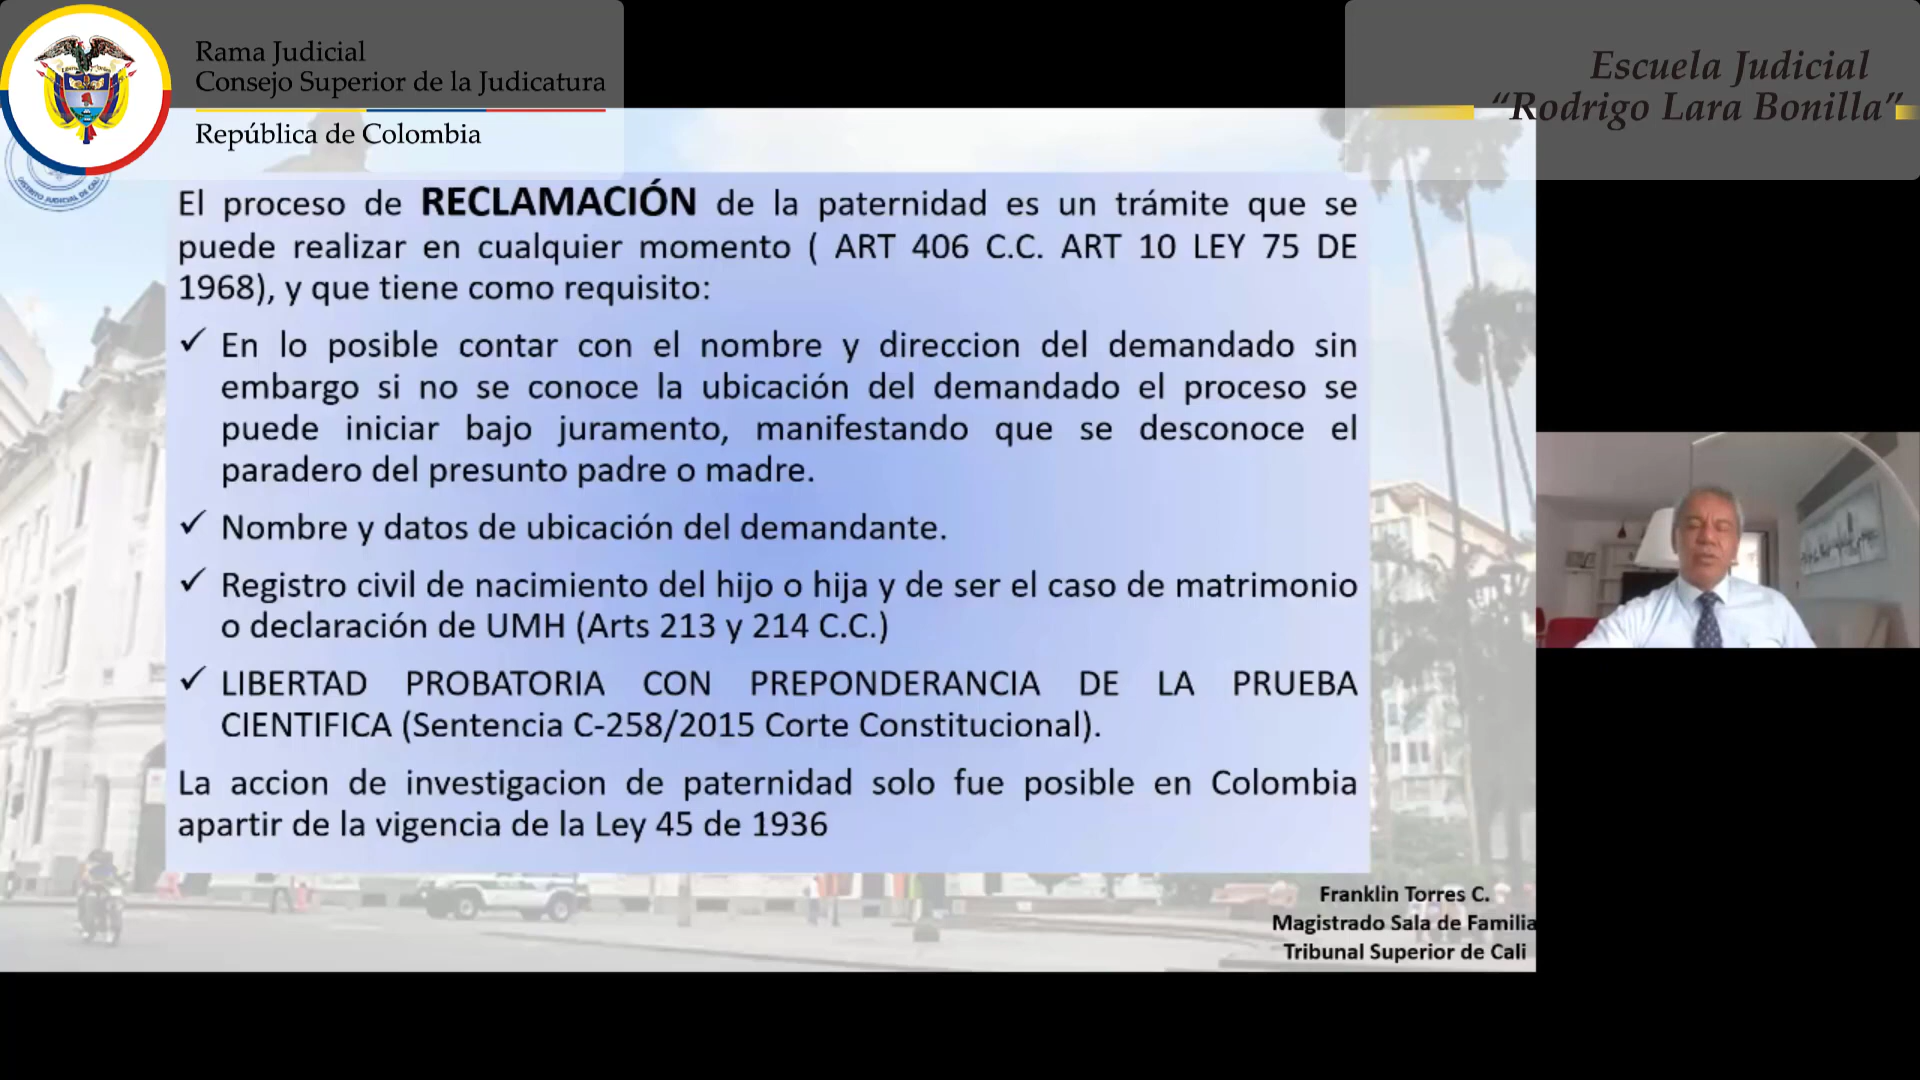 Rama Judicial
Consejo Superior de la Judicatura
República de Colombia
Escuela Judicial
“Rodrigo Lara Bonilla”
DISTRITO JUDICIAL DE CALI
El proceso de RECLAMACIÓN de la paternidad es un trámite que se
puede realizar en cualquier momento ( ART 406 C.C. ART 10 LEY 75 DE
1968), y que tiene como requisito:
✓ En lo posible contar con el nombre y direccion del demandado sin
embargo si no se conoce la ubicación del demandado el proceso se
puede iniciar bajo juramento, manifestando que se desconoce el
paradero del presunto padre o madre.
✓ Nombre y datos de ubicación del demandante.
✓ Registro civil de nacimiento del hijo o hija y de ser el caso de matrimonio
o declaración de UMH (Arts 213 y 214 C.C.)
✓ LIBERTAD PROBATORIA CON PREPONDERANCIA DE LA PRUEBA
CIENTIFICA (Sentencia C-258/2015 Corte Constitucional).
La accion de investigacion de paternidad solo fue posible en Colombia
apartir de la vigencia de la Ley 45 de 1936
Franklin Torres C.
Magistrado Sala de Familia
Tribunal Superior de Cali